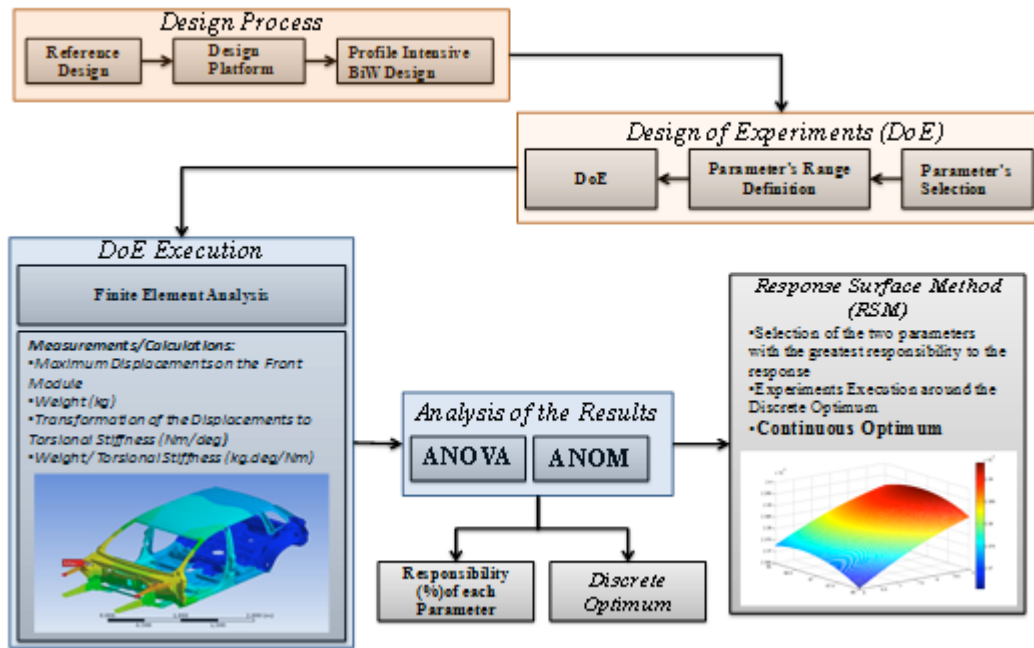 Design Process
Reference
Design
Design
Platform
Profile Intensive
BiW Design
Design of Experiments (DoE)
DoE
Parameter's Range
Definition
Parameter's
Selection
DoE Execution
Finite Element Analysis
Measurements/Calculations:
•Maximum Displacements on the Front
Module
•Weight (kg)
•Transformation of the Displacements to
Torsional Stiffness (Nm/deg)
•Weight/ Torsional Stiffness (kg.deg/Nm)
Analysis of the Results
ANOVA
ANOM
Responsibility
(%)of each
Parameter
Discrete
Optimum
Response Surface Method
(RSM)
•Selection of the two parameters
with the greatest responsibility to the
response
•Experiments Execution around the
Discrete Optimum
•Continuous Optimum